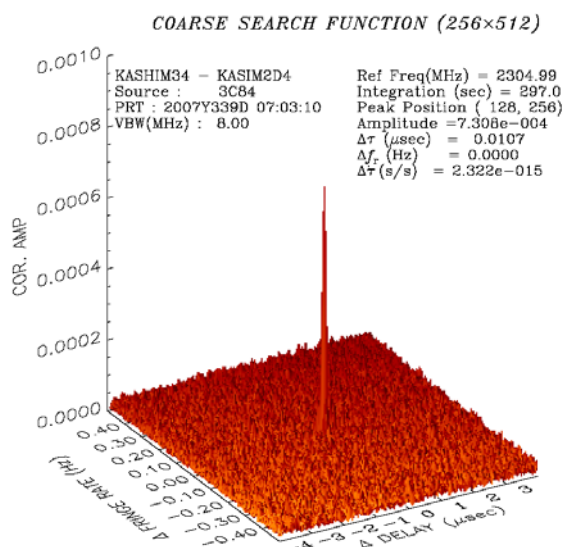 COARSE SEARCH FUNCTION (256×512)
KASHIM34 - KASIM2D4
Source : 3C84
PRT : 2007Y339D 07:03:10
VBW(MHz) : 8.00
Ref Freq(MHz) = 2304.99
Integration (sec) = 297.0
Peak Position ( 128, 256)
Amplitude =7.308e-004
Δτ (μsec) = 0.0107
Δfr (Hz) = 0.0000
Δτ̇(s/s) = 2.322e-015
COR. AMP
0.0010
0.0008
0.0006
0.0004
0.0002
0.0000
0.40
0.30
0.20
0.10
0.00
-0.10
-0.20
-0.30
-0.40
Δ FRINGE RATE (Hz)
-3
-2
-1
0
1
2
3
Δ DELAY (μsec)